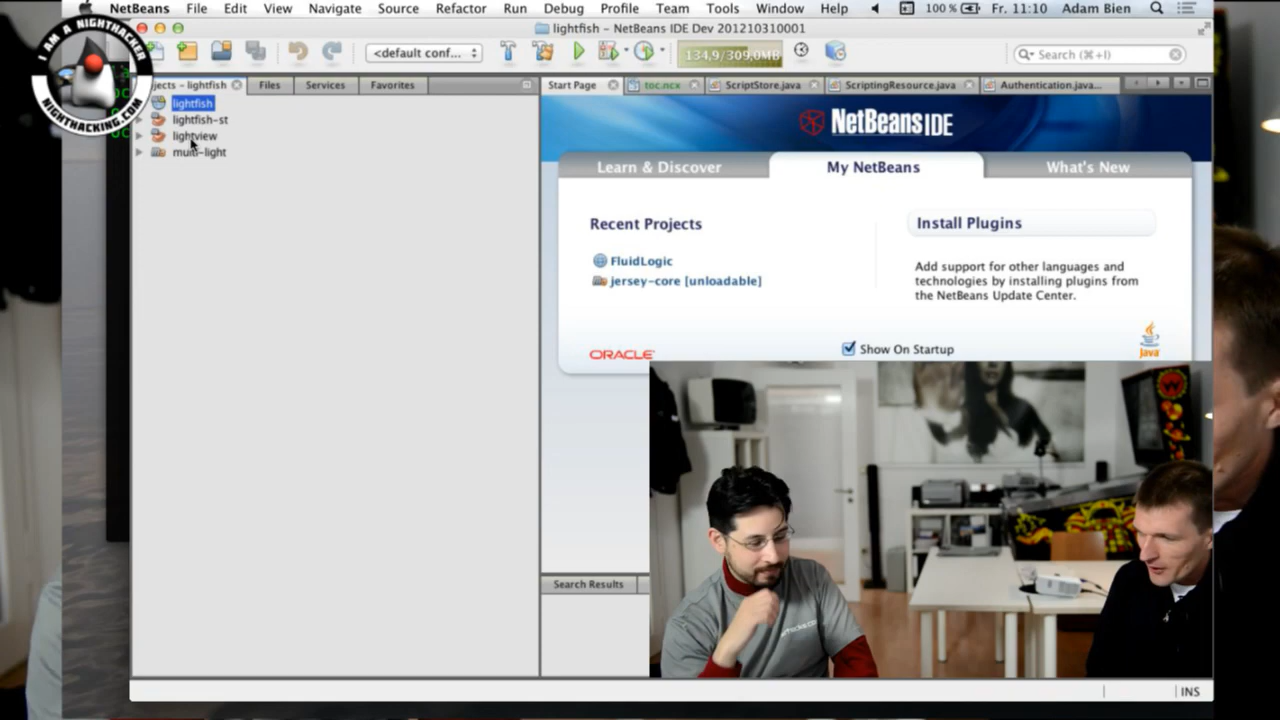 NetBeans File Edit View Navigate Source Refactor Run Debug Profile Team Tools Window Help 100 % Fr. 11:10 Adam Bien
lightfish - NetBeans IDE Dev 201210310001
I AM A NIGHTHACKER
NIGHTHACKING.COM
<default conf... 134,9/309,0MB Search (⌘+I)
jects - lightfish Files Services Favorites
Start Page toc.ncx ScriptStore.java ScriptingResource.java Authentication.java...
lightfish
lightfish-st
lightview
multi-light
NetBeans IDE
Learn & Discover My NetBeans What's New
Recent Projects
FluidLogic
jersey-core [unloadable]
Install Plugins
Add support for other languages and
technologies by installing plugins from
the NetBeans Update Center.
ORACLE
Show On Startup
Java
Search Results
INS